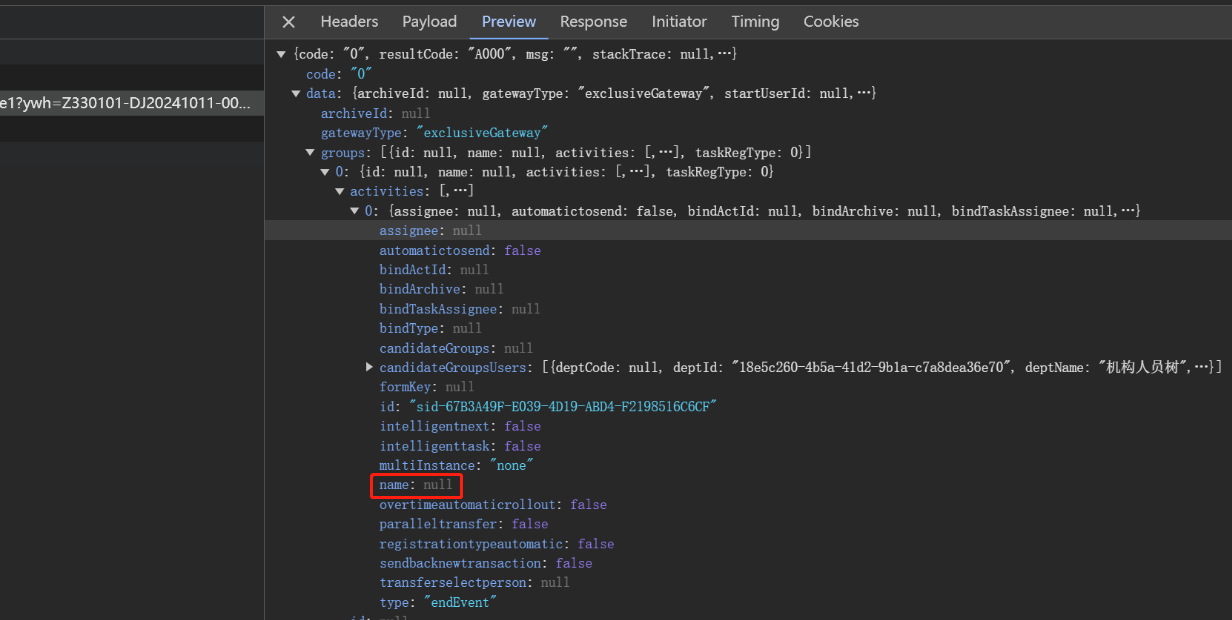 Headers Payload Preview Response Initiator Timing Cookies
{code: "0", resultCode: "A000", msg: "", stackTrace: null,…}
code: "0"
data: {archiveId: null, gatewayType: "exclusiveGateway", startUserId: null,…}
e1?ywh=Z330101-DJ20241011-00...
archiveId: null
gatewayType: "exclusiveGateway"
groups: [{id: null, name: null, activities: [,…], taskRegType: 0}]
0: {id: null, name: null, activities: [,…], taskRegType: 0}
activities: [,…]
0: {assignee: null, automatictosend: false, bindActId: null, bindArchive: null, bindTaskAssignee: null,…}
assignee: null
automatictosend: false
bindActId: null
bindArchive: null
bindTaskAssignee: null
bindType: null
candidateGroups: null
candidateGroupsUsers: [{deptCode: null, deptId: "18e5c260-4b5a-41d2-9b1a-c7a8dea36e70", deptName: "机构人员树",…}]
formKey: null
id: "sid-67B3A49F-E039-4D19-ABD4-F2198516C6CF"
intelligentnext: false
intelligenttask: false
multiInstance: "none"
name: null
overtimeautomaticrollout: false
paralleltransfer: false
registrationtypeautomatic: false
sendbacknewtransaction: false
transferselectperson: null
type: "endEvent"
id: null